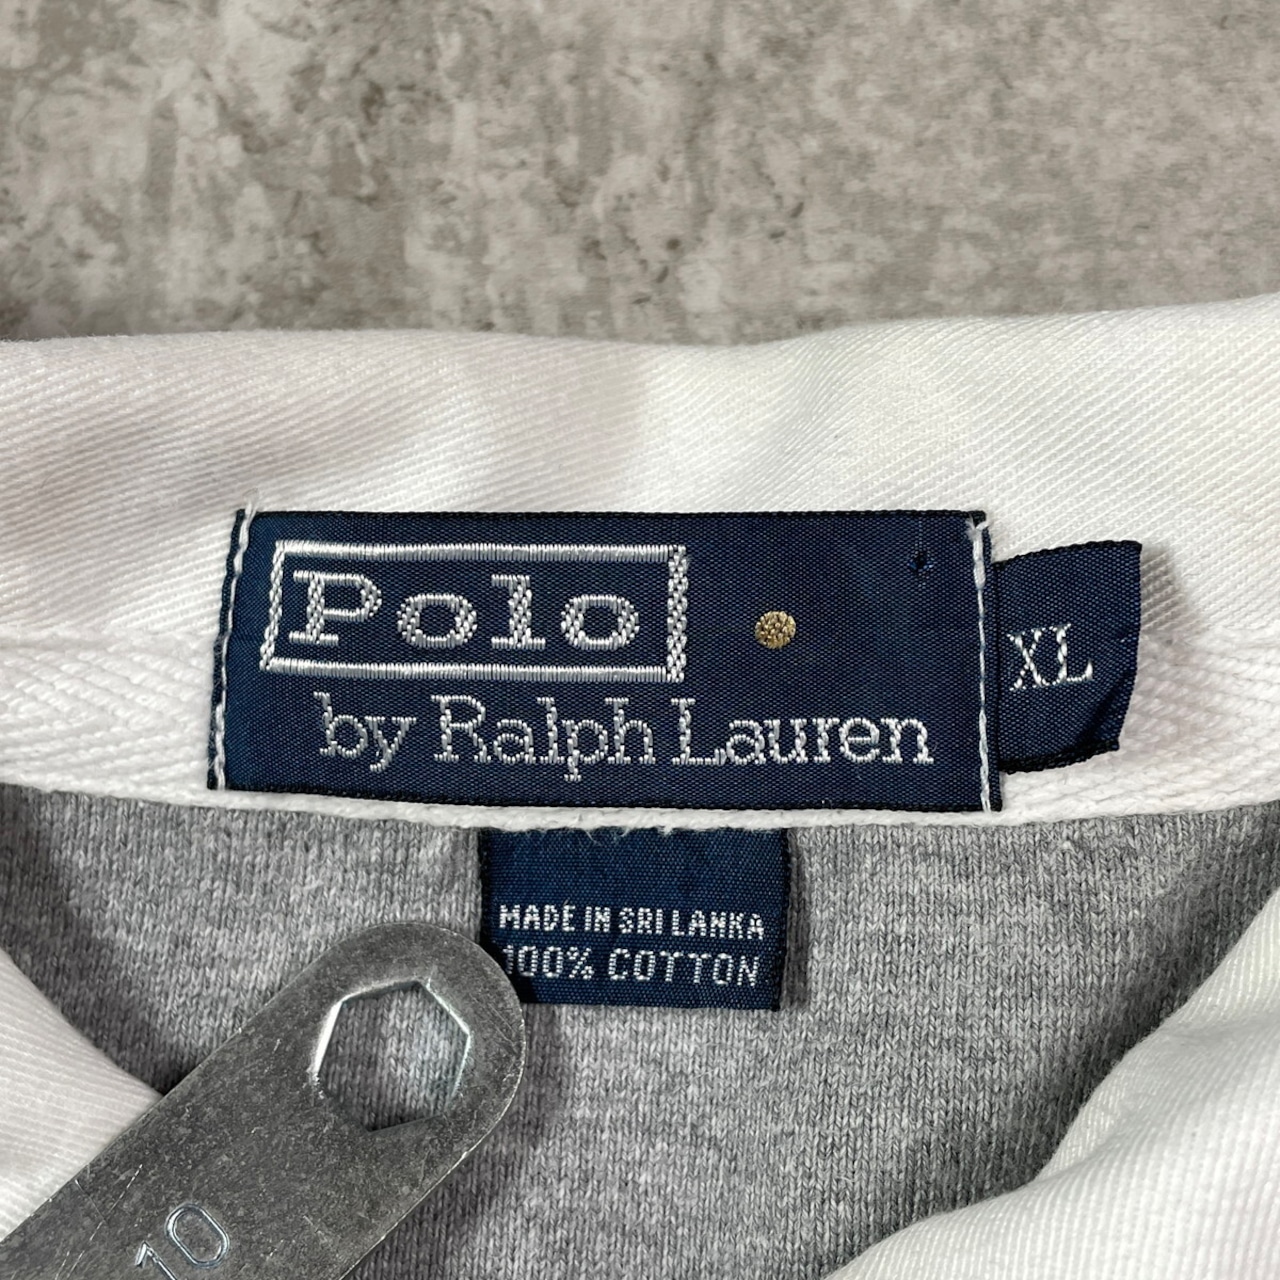 Polo
by Ralph Lauren
XL
MADE IN SRI LANKA
100% COTTON
10